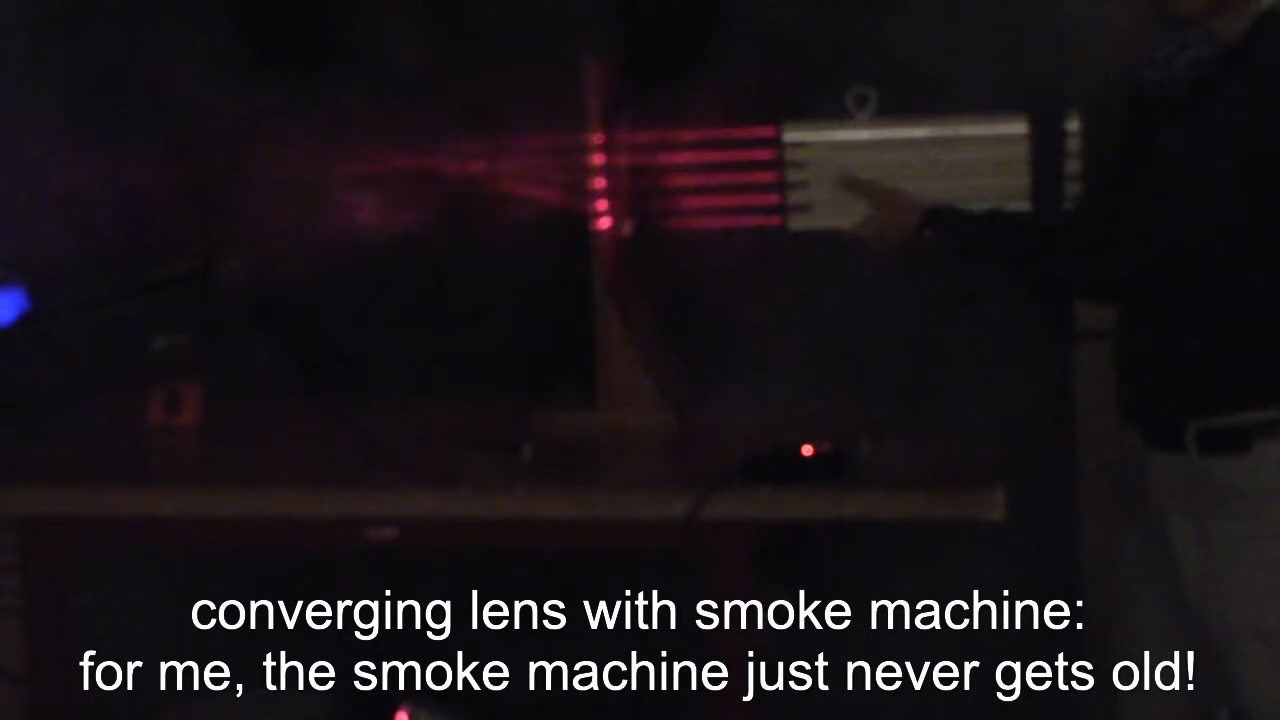 converging lens with smoke machine:
for me, the smoke machine just never gets old!